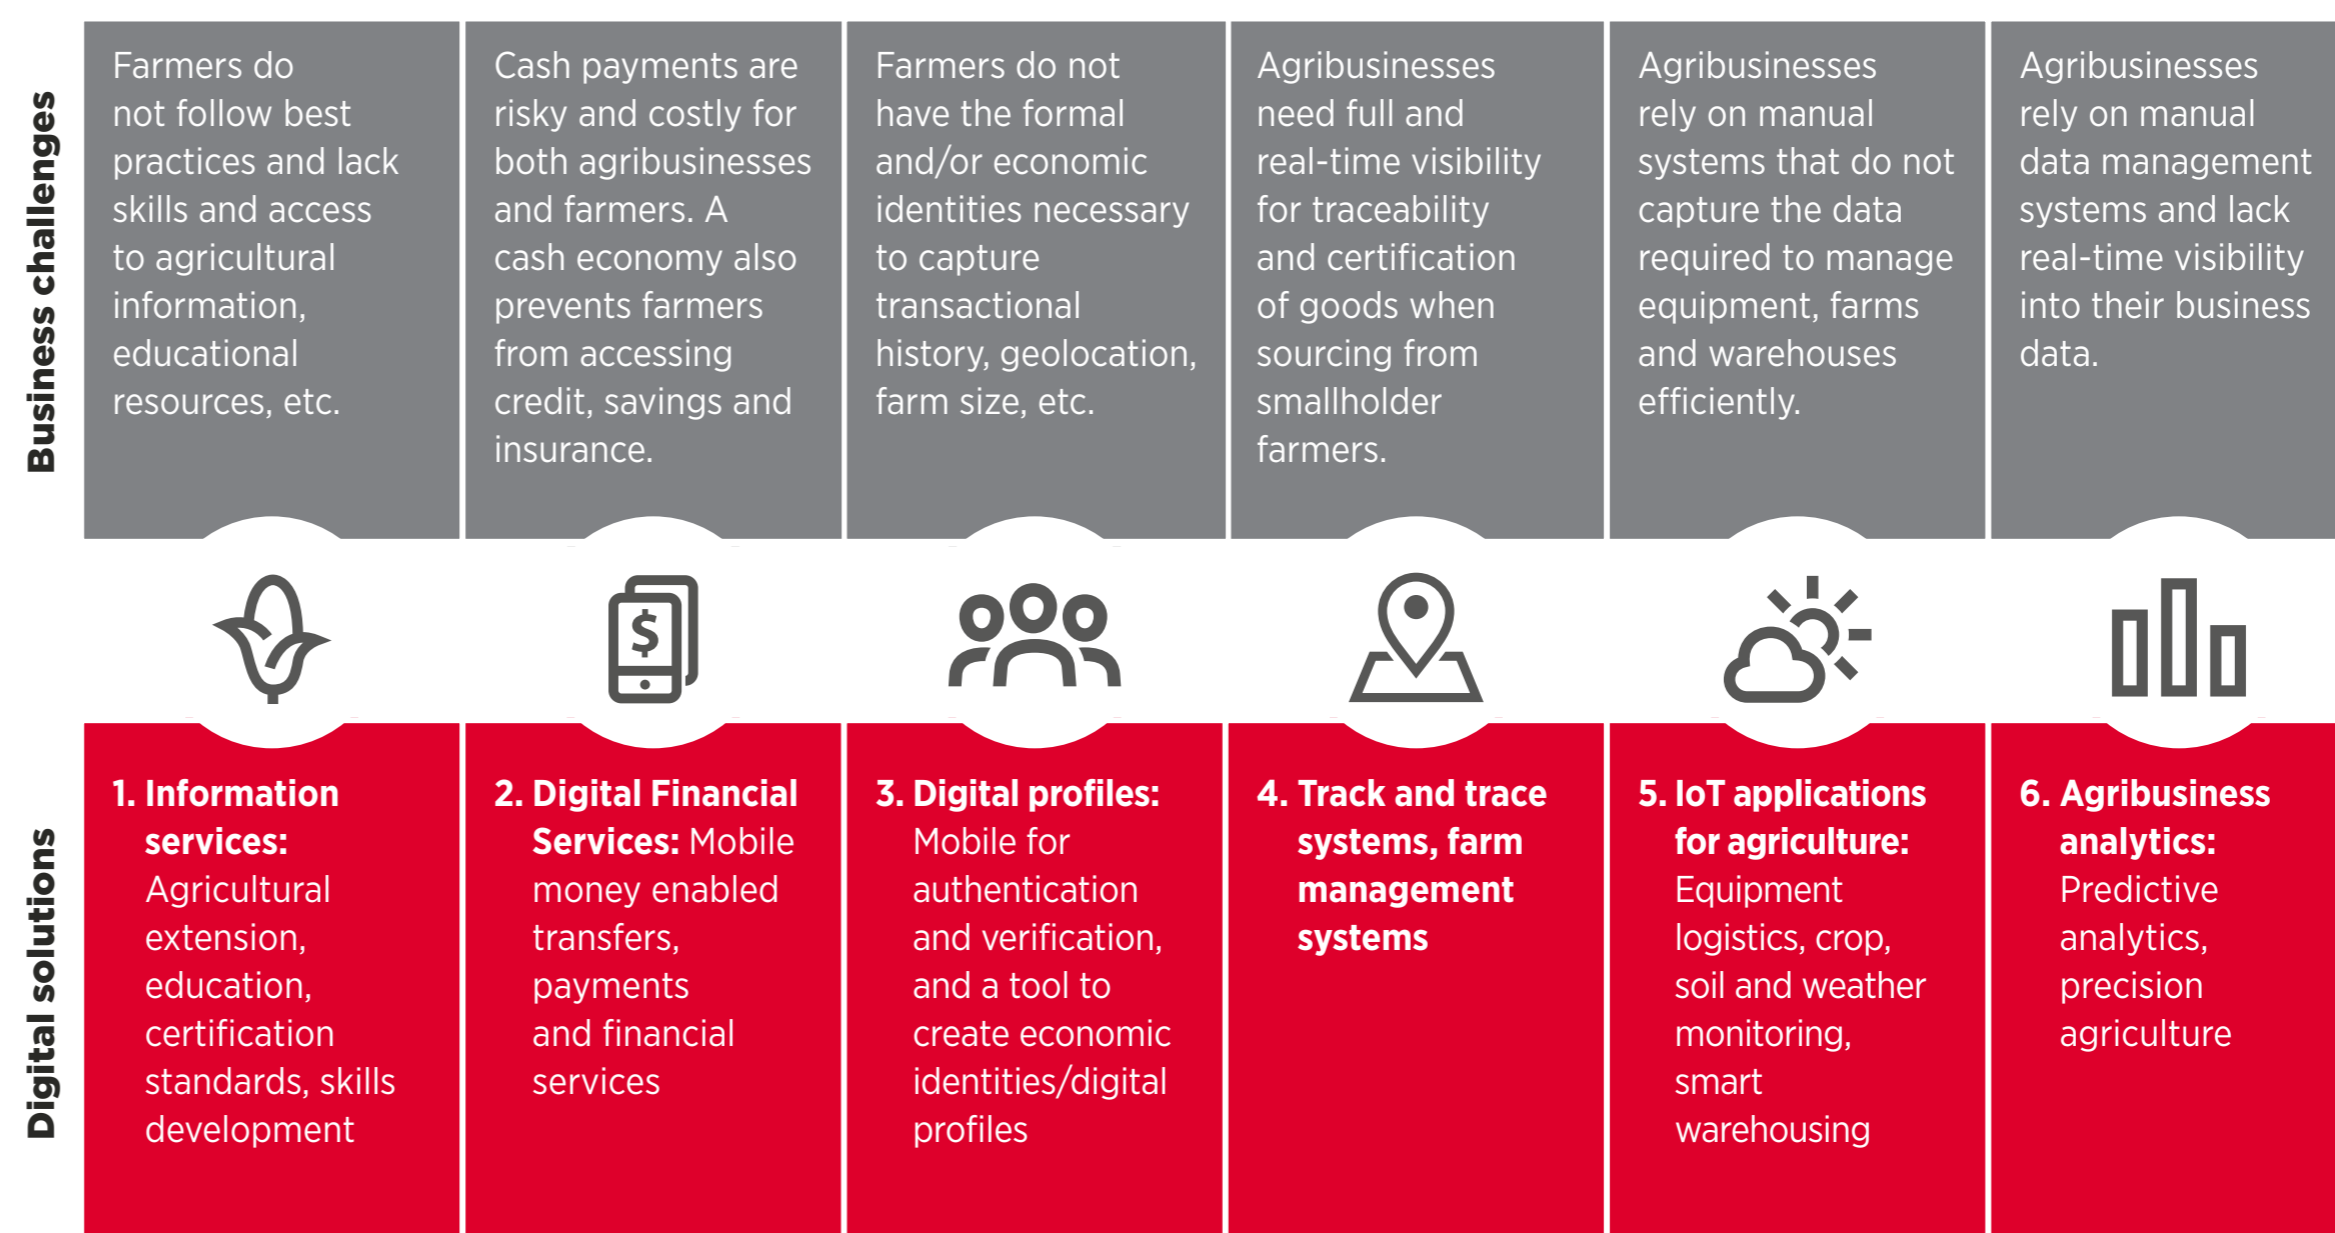 Business challenges
Farmers do
not follow best
practices and lack
skills and access
to agricultural
information,
educational
resources, etc.
Cash payments are
risky and costly for
both agribusinesses
and farmers. A
cash economy also
prevents farmers
from accessing
credit, savings and
insurance.
Farmers do not
have the formal
and/or economic
identities necessary
to capture
transactional
history, geolocation,
farm size, etc.
Agribusinesses
need full and
real-time visibility
for traceability
and certification
of goods when
sourcing from
smallholder
farmers.
Agribusinesses
rely on manual
systems that do not
capture the data
required to manage
equipment, farms
and warehouses
efficiently.
Agribusinesses
rely on manual
data management
systems and lack
real-time visibility
into their business
data.
$
Digital solutions
1. Information
services:
Agricultural
extension,
education,
certification
standards, skills
development
2. Digital Financial
Services: Mobile
money enabled
transfers,
payments
and financial
services
3. Digital profiles:
Mobile for
authentication
and verification,
and a tool to
create economic
identities/digital
profiles
4. Track and trace
systems, farm
management
systems
5. IoT applications
for agriculture:
Equipment
logistics, crop,
soil and weather
monitoring,
smart
warehousing
6. Agribusiness
analytics:
Predictive
analytics,
precision
agriculture